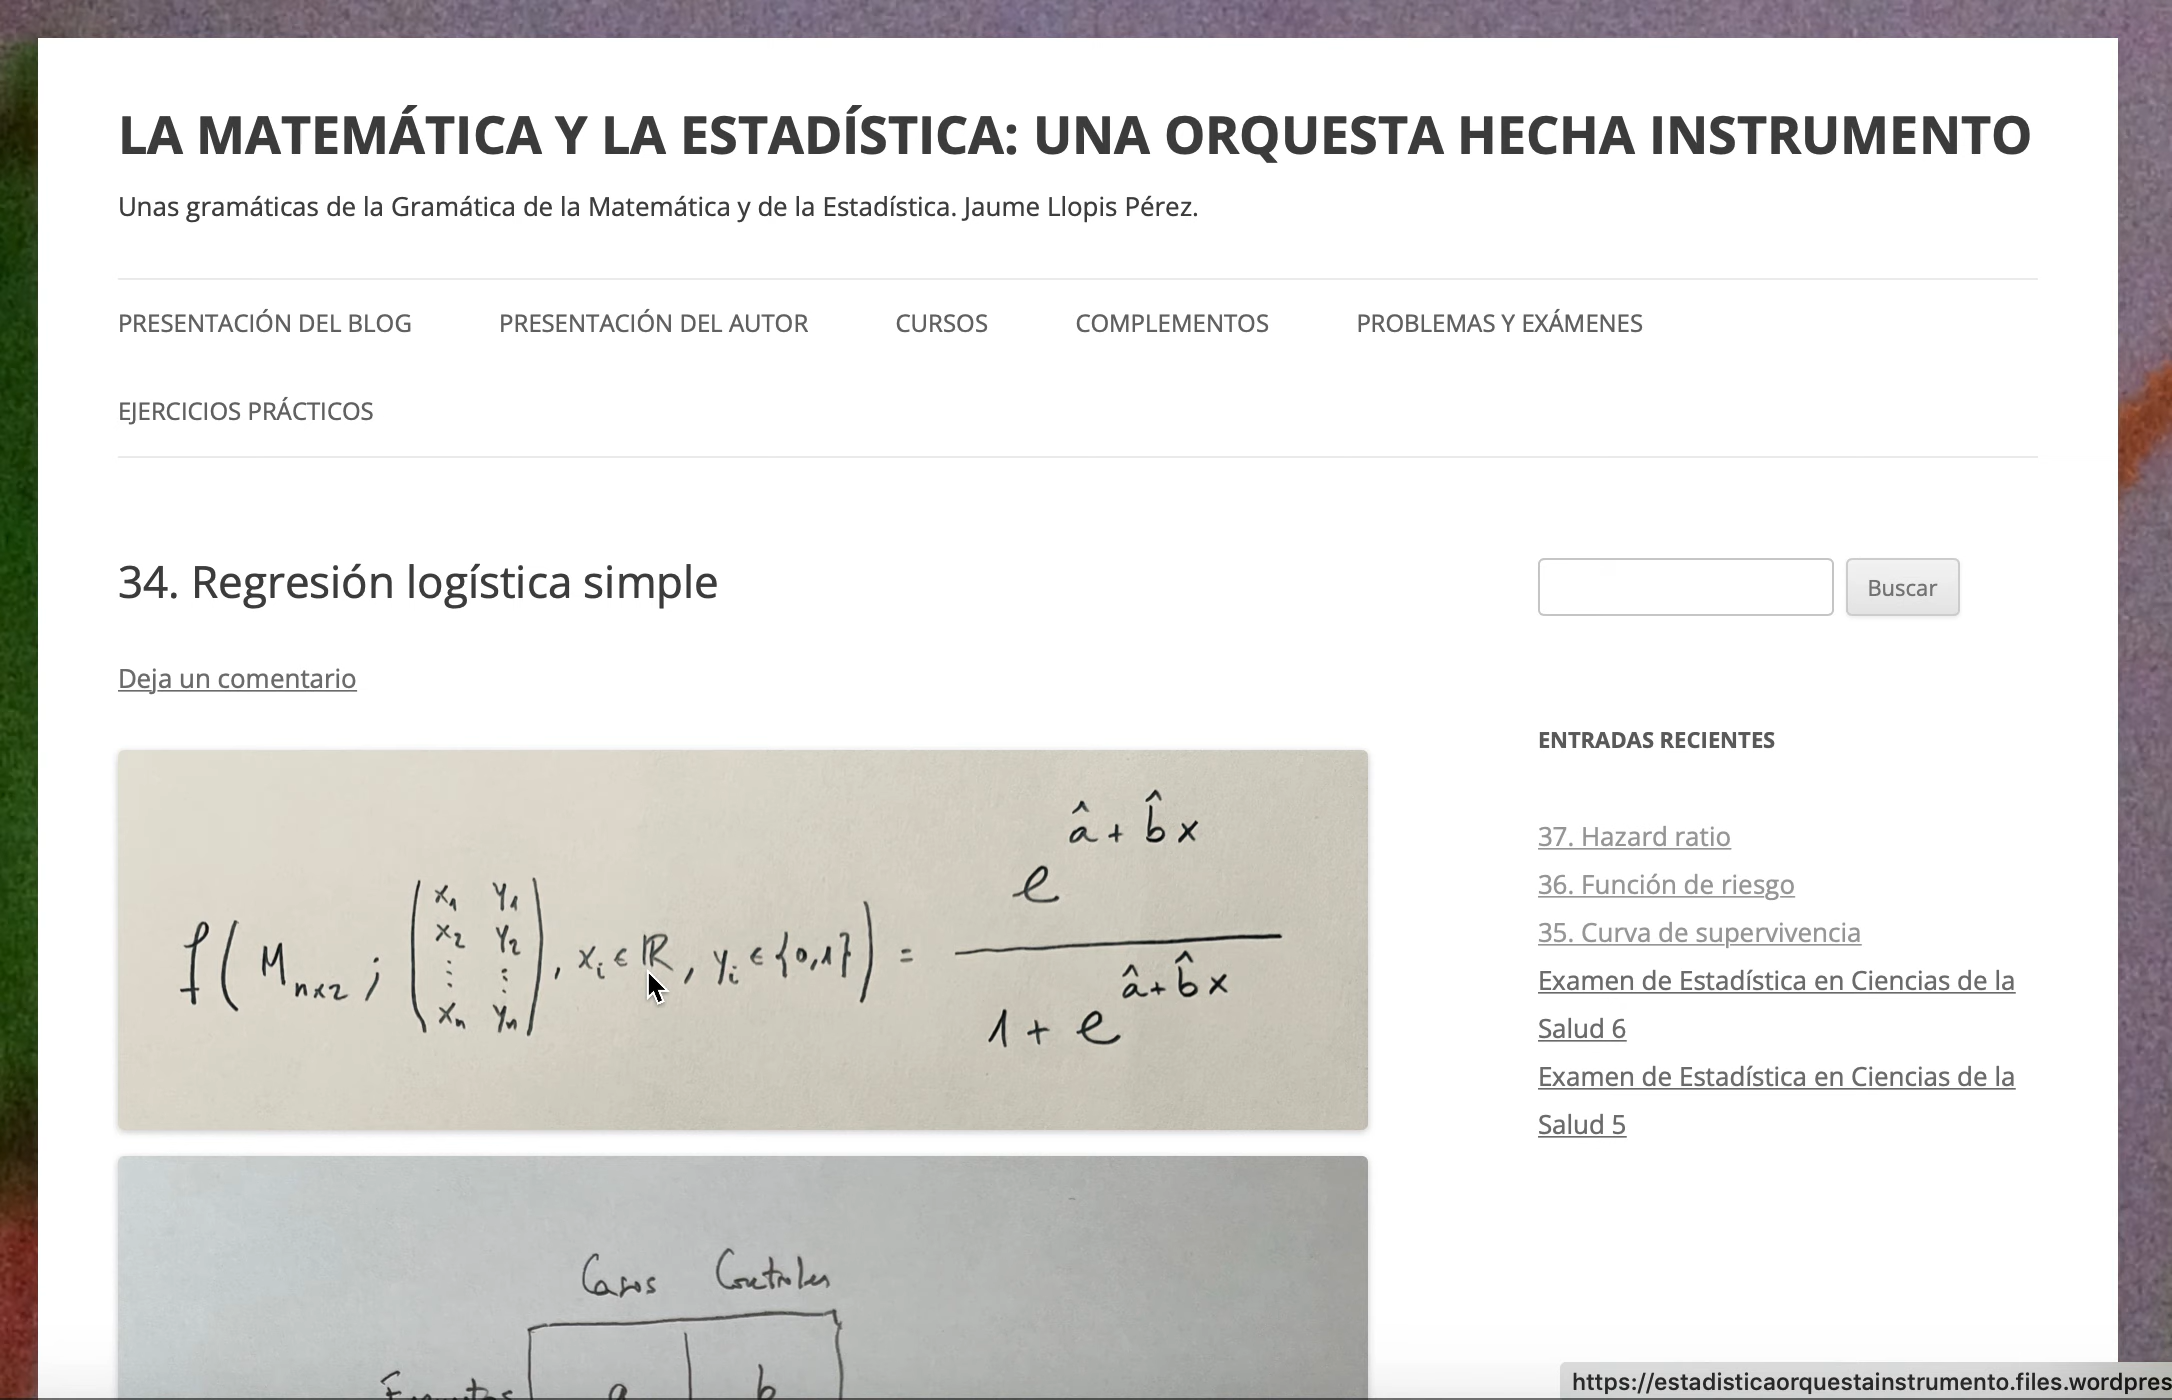 LA MATEMÁTICA Y LA ESTADÍSTICA: UNA ORQUESTA HECHA INSTRUMENTO
Unas gramáticas de la Gramática de la Matemática y de la Estadística. Jaume Llopis Pérez.
PRESENTACIÓN DEL BLOG
PRESENTACIÓN DEL AUTOR
CURSOS
COMPLEMENTOS
PROBLEMAS Y EXÁMENES
EJERCICIOS PRÁCTICOS
34. Regresión logística simple
Deja un comentario
f( M n×2 ; ( x1 y1
x2 y2
⋮ ⋮
xn yn ) , xi ∈ ℝ, yi ∈ {0,1} ) =
e^(â + b̂x)
1 + e^(â + b̂x)
Casos Controles
a b
Buscar
ENTRADAS RECIENTES
37. Hazard ratio
36. Función de riesgo
35. Curva de supervivencia
Examen de Estadística en Ciencias de la
Salud 6
Examen de Estadística en Ciencias de la
Salud 5
https://estadisticaorquestainstrumento.files.wordpres